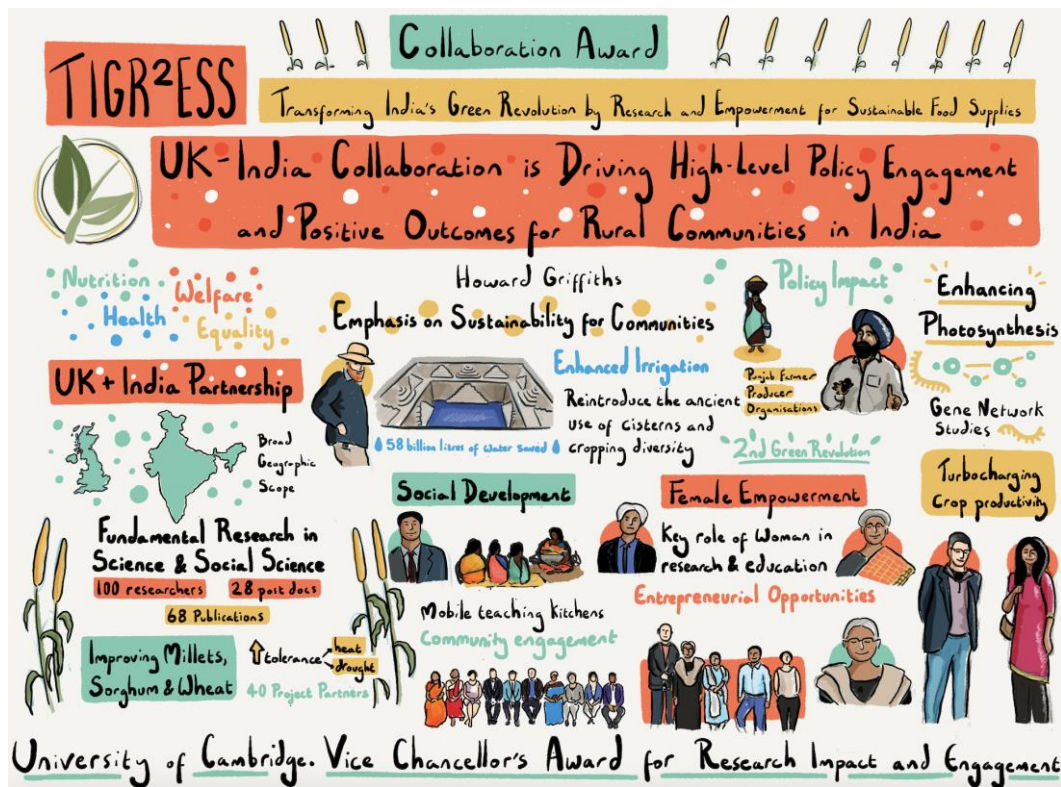 Collaboration Award
TIGR²ESS
Transforming India's Green Revolution by Research and Empowerment for Sustainable Food Supplies
UK-India Collaboration is Driving High-Level Policy Engagement
and Positive Outcomes for Rural Communities in India
Nutrition
Welfare
Health
Equality
UK + India Partnership
Broad
Geographic
Scope
Fundamental Research in
Science & Social Science
100 researchers
28 post docs
68 Publications
Improving Millets,
Sorghum & Wheat
tolerance
heat
drought
40 Project Partners
Howard Griffiths
Emphasis on Sustainability for Communities
Enhanced Irrigation
Reintroduce the ancient
use of cisterns and
cropping diversity
58 billion litres of Water Saved
Policy Impact
Punjab Farmer
Producer
Organisations
2nd Green Revolution
Enhancing
Photosynthesis
Gene Network
Studies
Turbocharging
Crop productivity
Social Development
Mobile teaching kitchens
Community engagement
Female Empowerment
Key role of Woman in
research & education
Entrepreneurial Opportunities
University of Cambridge. Vice Chancellor's Award for Research Impact and Engagement